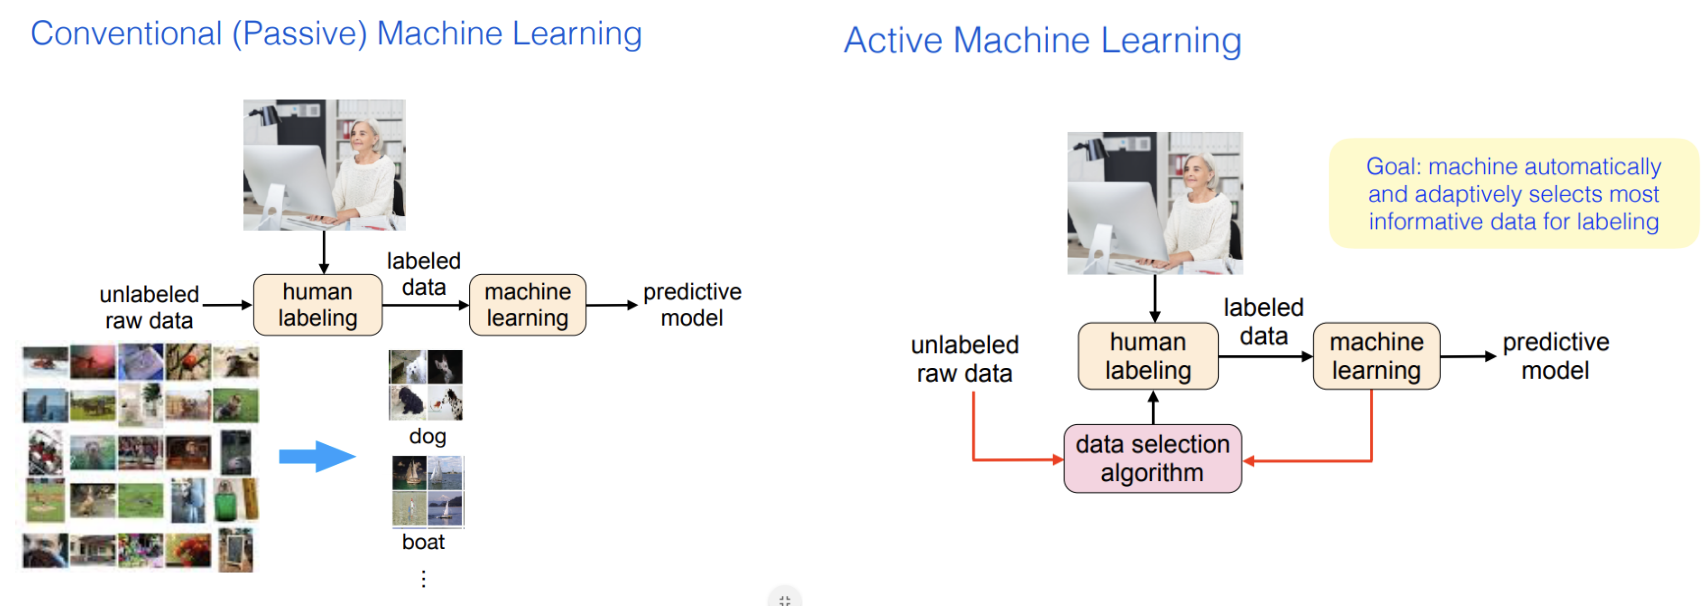 Conventional (Passive) Machine Learning
labeled
data
unlabeled
raw data
human
labeling
machine
learning
predictive
model
dog
boat
⋮
Active Machine Learning
Goal: machine automatically
and adaptively selects most
informative data for labeling
labeled
data
unlabeled
raw data
human
labeling
machine
learning
predictive
model
data selection
algorithm